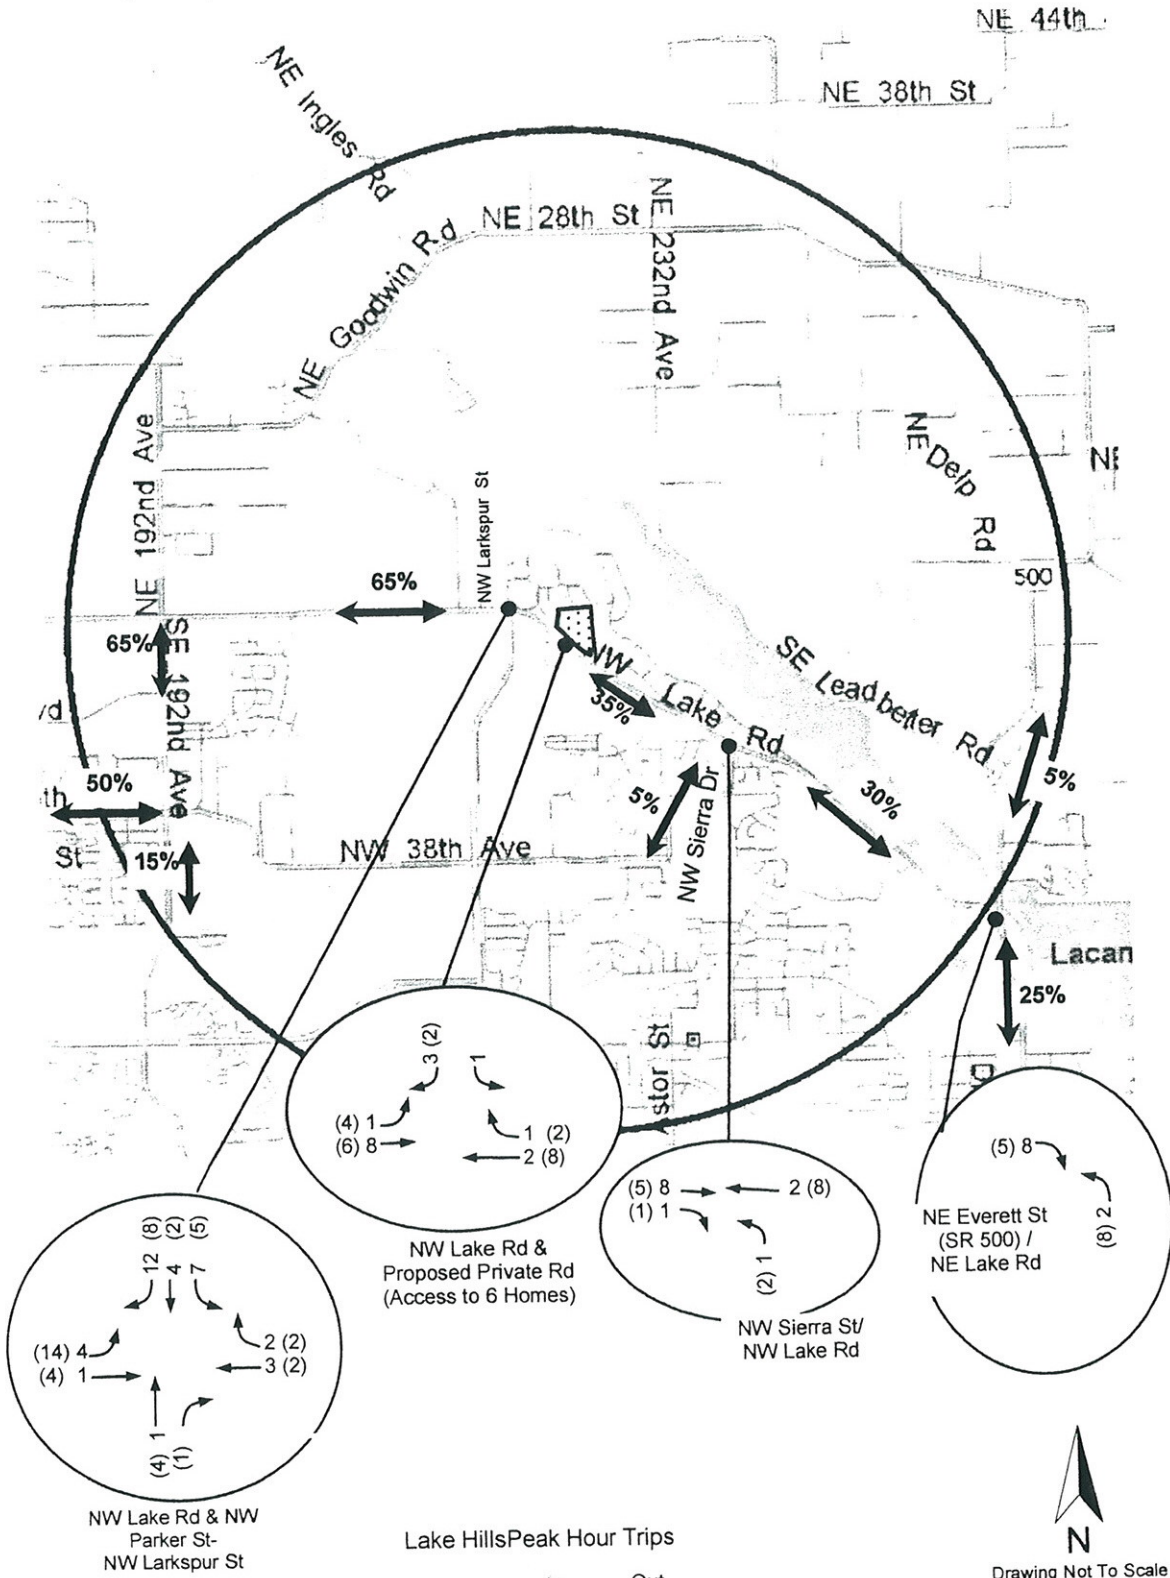 NE 44th
NE 38th St
NE Ingles Rd
NE 28th St
NE 232nd Ave
NE Goodwin Rd
NE 192nd Ave
NE Delp Rd
NW Larkspur St
500
65%
65%
SE 192nd Ave
NW Lake Rd
35%
SE Leadbetter Rd
50%
th
St
15%
NW 38th Ave
5%
NW Sierra Dr
30%
5%
Lacan
25%
3 (2)
1
(4) 1
(6) 8
1 (2)
2 (8)
NW Lake Rd &
Proposed Private Rd
(Access to 6 Homes)
(5) 8
(1) 1
2 (8)
(2) 1
NW Sierra St/
NW Lake Rd
(5) 8
(8) 2
NE Everett St
(SR 500) /
NE Lake Rd
(8) (2) (5)
12 4 7
(14) 4
(4) 1
2 (2)
3 (2)
(4) 1
(1)
NW Lake Rd & NW
Parker St-
NW Larkspur St
Lake HillsPeak Hour Trips
N
Drawing Not To Scale